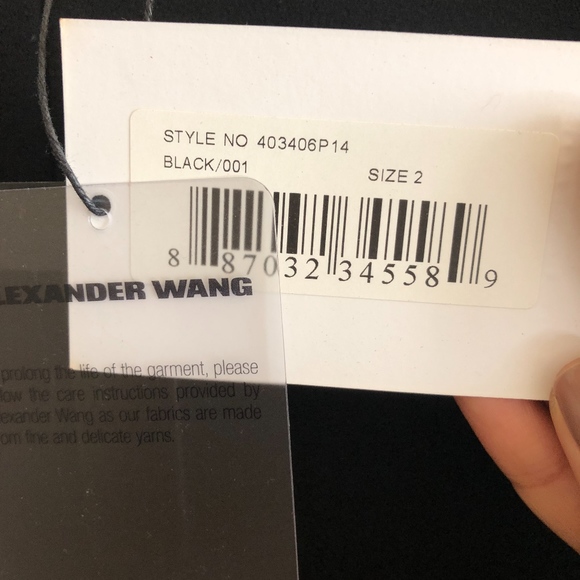 STYLE NO 403406P14
BLACK/001 SIZE 2
8 87032 34558 9
LEXANDER WANG
prolong the life of the garment, please
low the care instructions provided by
lexander Wang as our fabrics are made
om fine and delicate yarns.